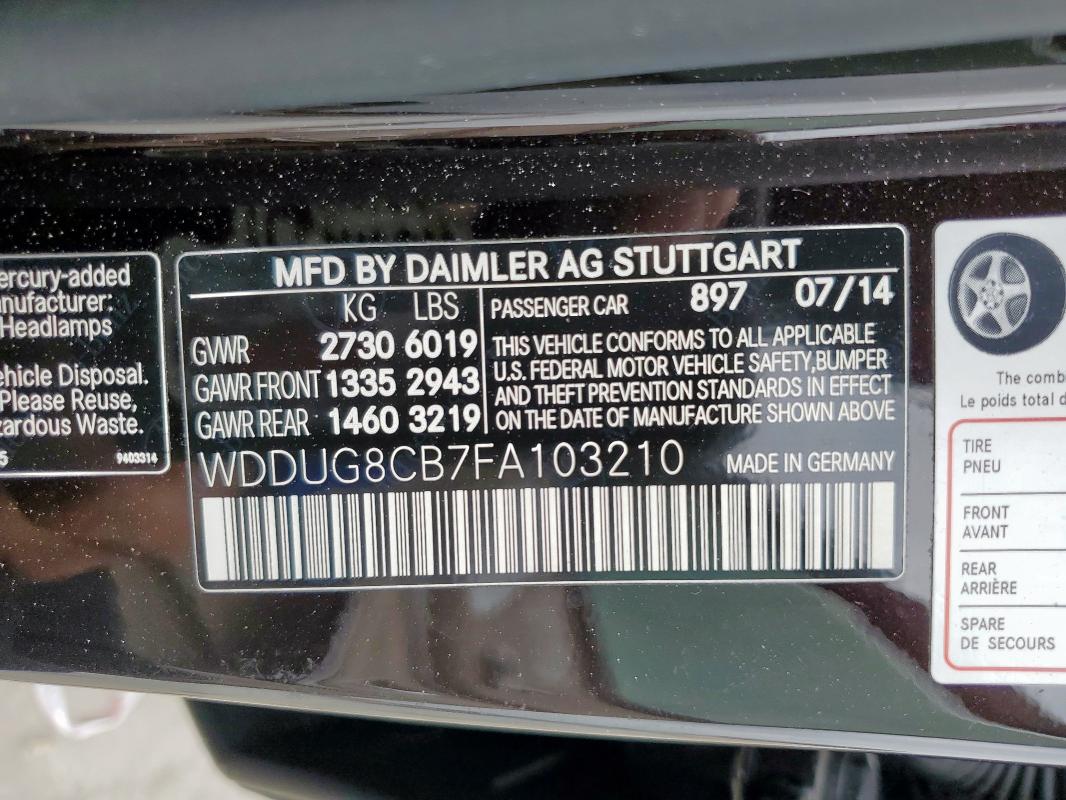 ercury-added
anufacturer:
Headlamps
ehicle Disposal.
Please Reuse,
zardous Waste.
5
9403314
MFD BY DAIMLER AG STUTTGART
KG LBS
GVWR 2730 6019
GAWR FRONT 1335 2943
GAWR REAR 1460 3219
PASSENGER CAR 897 07/14
THIS VEHICLE CONFORMS TO ALL APPLICABLE
U.S. FEDERAL MOTOR VEHICLE SAFETY,BUMPER
AND THEFT PREVENTION STANDARDS IN EFFECT
ON THE DATE OF MANUFACTURE SHOWN ABOVE
WDDUG8CB7FA103210 MADE IN GERMANY
The comb
Le poids total d
TIRE
PNEU
FRONT
AVANT
REAR
ARRIÈRE
SPARE
DE SECOURS